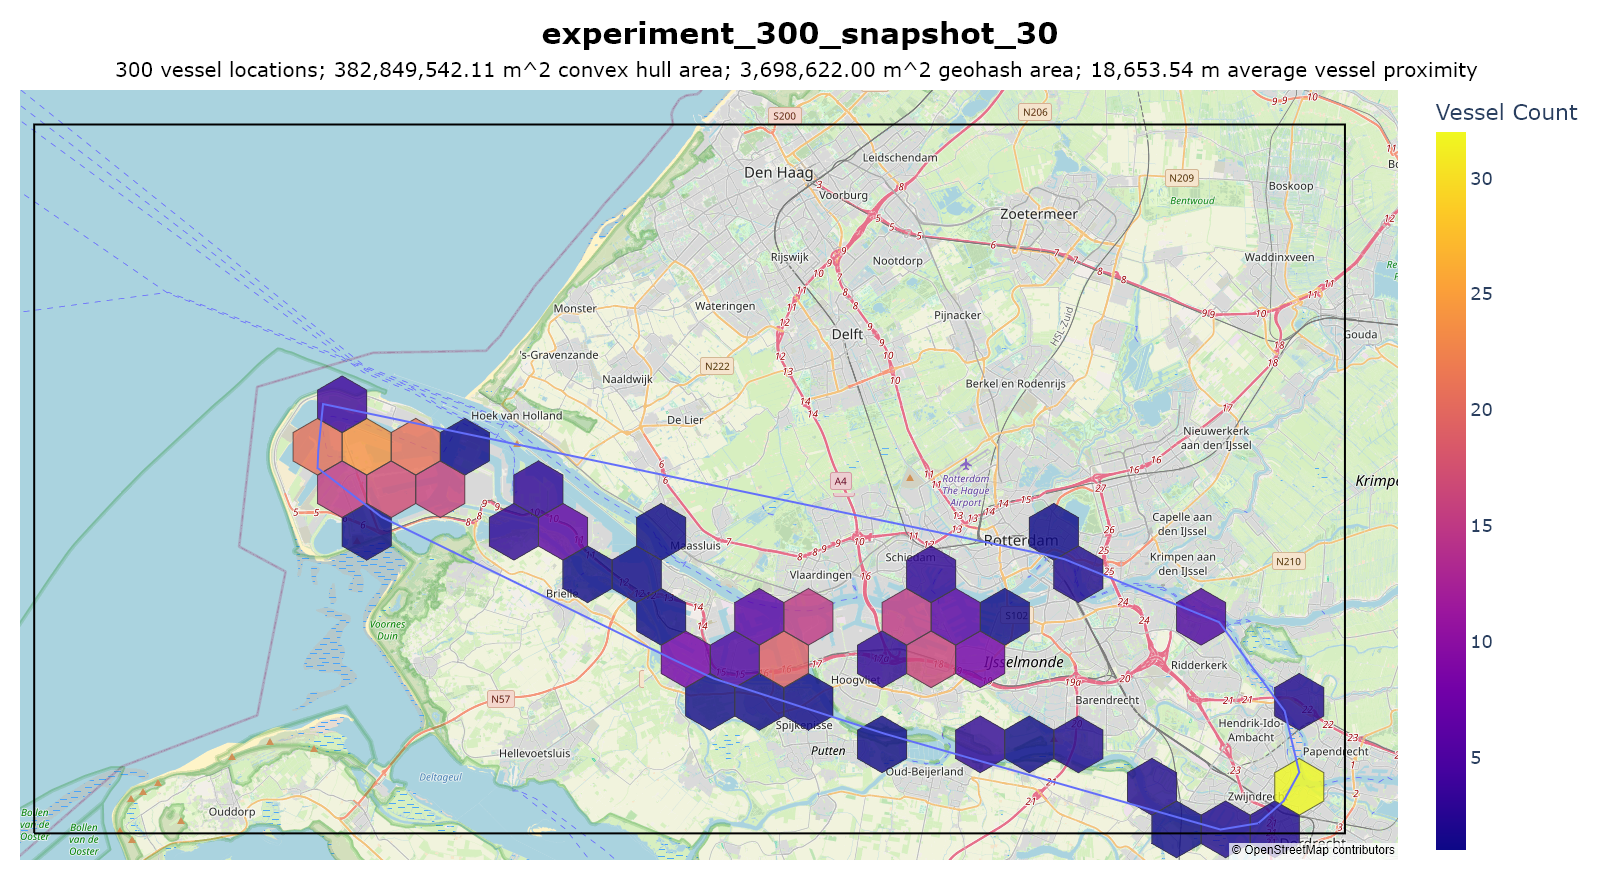 experiment_300_snapshot_30
300 vessel locations; 382,849,542.11 m^2 convex hull area; 3,698,622.00 m^2 geohash area; 18,653.54 m average vessel proximity
Vessel Count
30
25
20
15
10
5
S200
N206
Den Haag
Leidschendam
Voorburg
N209
Boskoop
Bentwoud
Zoetermeer
Rijswijk
Nootdorp
Waddinxveen
Monster
Wateringen
Pijnacker
Delft
HSL-Zuid
Gouda
's-Gravenzande
N222
Naaldwijk
Berkel en Rodenrijs
Hoek van Holland
De Lier
Nieuwerkerk
aan den IJssel
A4
Rotterdam
The Hague
Airport
Krimpe
Capelle aan
den IJssel
Maassluis
Rotterdam
Schiedam
Krimpen aan
den IJssel
N210
Vlaardingen
Brielle
S102
Voornes
Duin
IJsselmonde
Ridderkerk
Hoogvliet
N57
Barendrecht
Spijkenisse
Hendrik-Ido-
Ambacht
Hellevoetsluis
Putten
Papendrecht
Deltageul
Oud-Beijerland
Ouddorp
Bollen
van de
Ooster
Bollen
van de
Ooster
© OpenStreetMap contributors